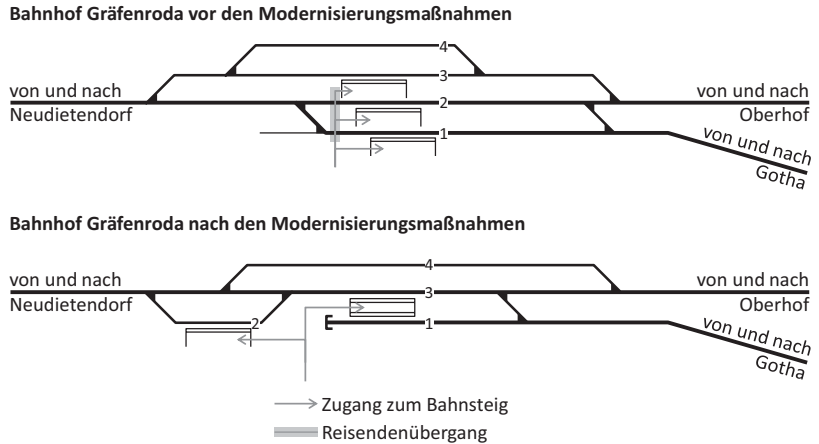 Bahnhof Gräfenroda vor den Modernisierungsmaßnahmen
4
3
von und nach
Neudietendorf
2
von und nach
Oberhof
1
von und nach
Gotha
Bahnhof Gräfenroda nach den Modernisierungsmaßnahmen
4
von und nach
Neudietendorf
3
von und nach
Oberhof
2
1
von und nach
Gotha
Zugang zum Bahnsteig
Reisendenübergang